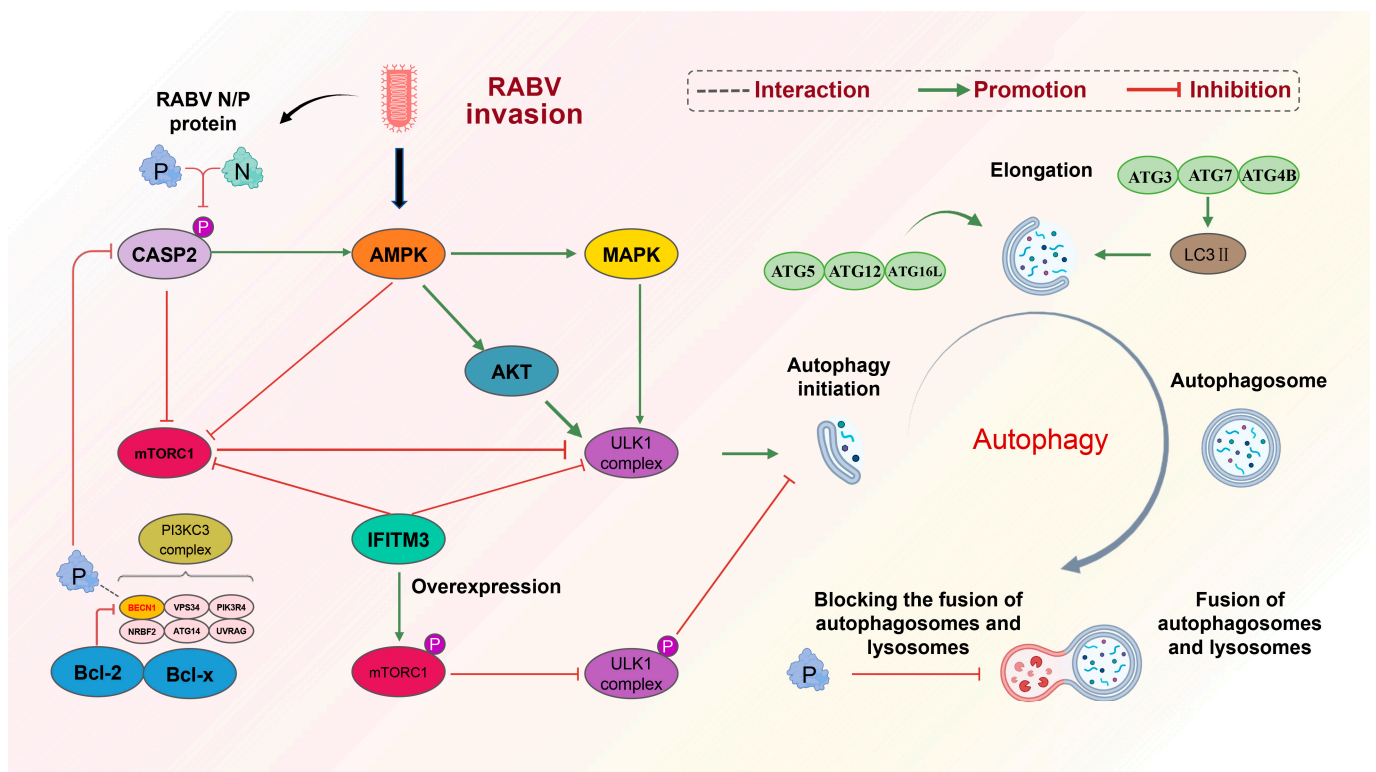 RABV N/P
protein
RABV
invasion
Interaction
Promotion
Inhibition
P
N
P
CASP2
AMPK
MAPK
AKT
mTORC1
ULK1
complex
IFITM3
Overexpression
PI3KC3
complex
P
BECN1
VPS34
PIK3R4
NRBF2
ATG14
UVRAG
Bcl-2
Bcl-x
P
mTORC1
P
ULK1
complex
Elongation
ATG3
ATG7
ATG4B
LC3 II
ATG5
ATG12
ATG16L
Autophagy
initiation
Autophagy
Autophagosome
Blocking the fusion of
autophagosomes and
lysosomes
P
Fusion of
autophagosomes
and lysosomes